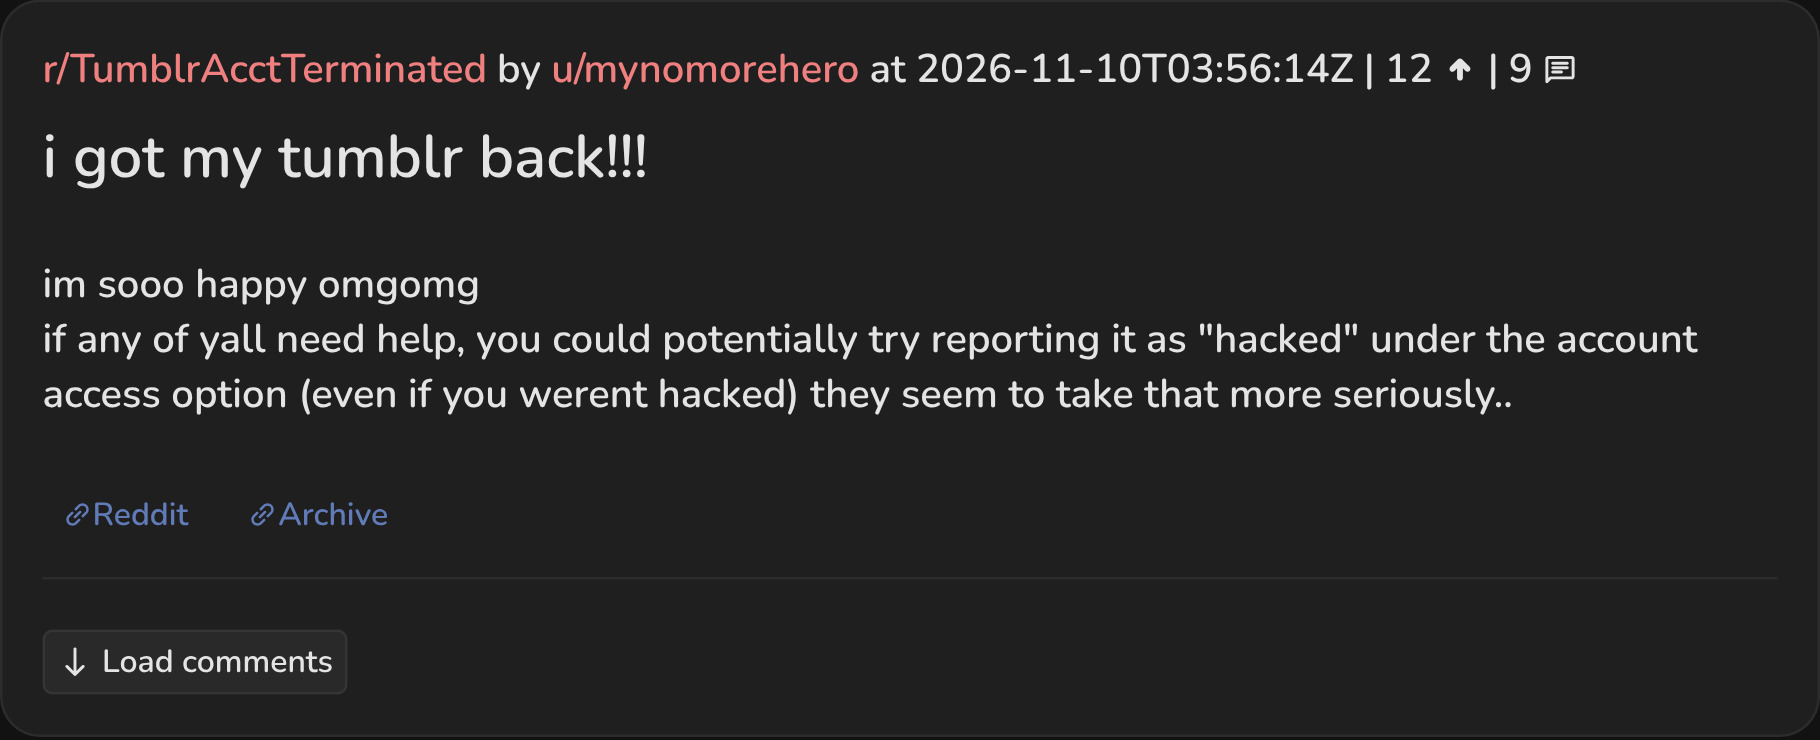 r/TumblrAcctTerminated by u/mynomorehero at 2026-11-10T03:56:14Z | 12 | 9
i got my tumblr back!!!
im sooo happy omgomg
if any of yall need help, you could potentially try reporting it as "hacked" under the account
access option (even if you werent hacked) they seem to take that more seriously..
Reddit Archive
Load comments